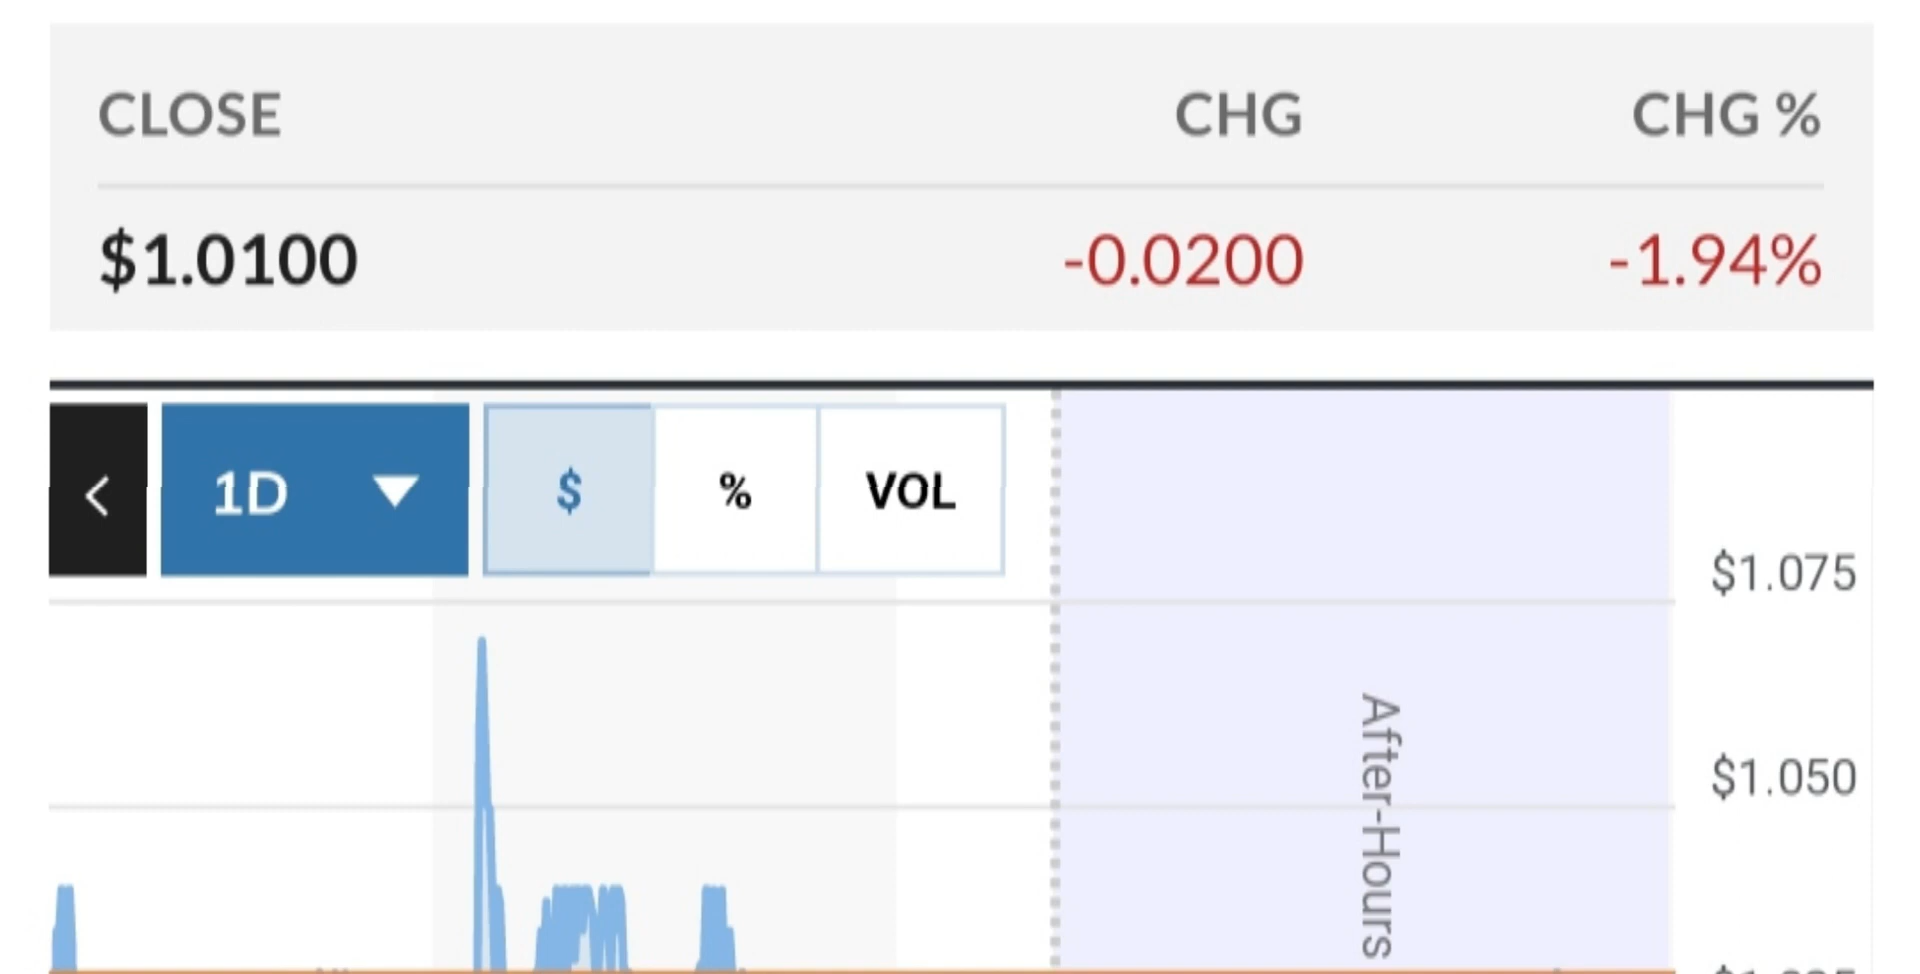 CLOSE CHG CHG %
$1.0100 -0.0200 -1.94%
1D $ % VOL
$1.075
$1.050
After-Hours